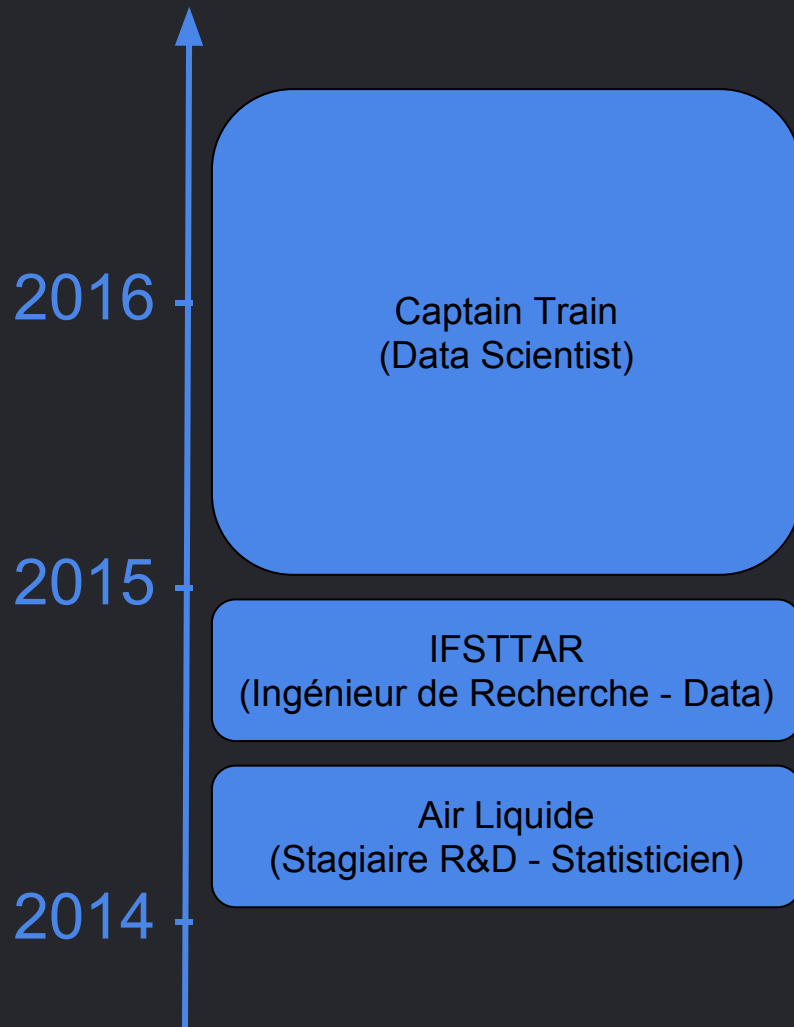 2016
Captain Train
(Data Scientist)
2015
IFSTTAR
(Ingénieur de Recherche - Data)
Air Liquide
(Stagiaire R&D - Statisticien)
2014